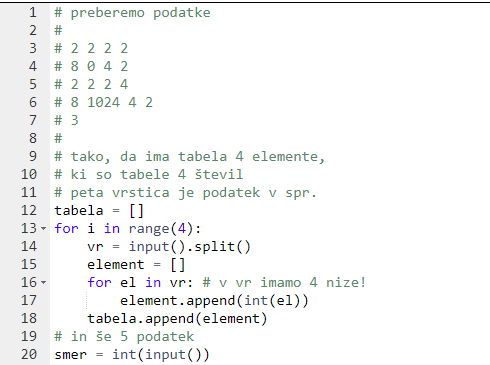 1 # preberemo podatke
2 #
3 # 2 2 2 2
4 # 8 0 4 2
5 # 2 2 2 4
6 # 8 1024 4 2
7 # 3
8 #
9 # tako, da ima tabela 4 elemente,
10 # ki so tabele 4 števil
11 # peta vrstica je podatek v spr.
12 tabela = []
13 for i in range(4):
14     vr = input().split()
15     element = []
16     for el in vr: # v vr imamo 4 nize!
17         element.append(int(el))
18     tabela.append(element)
19 # in še 5 podatek
20 smer = int(input())